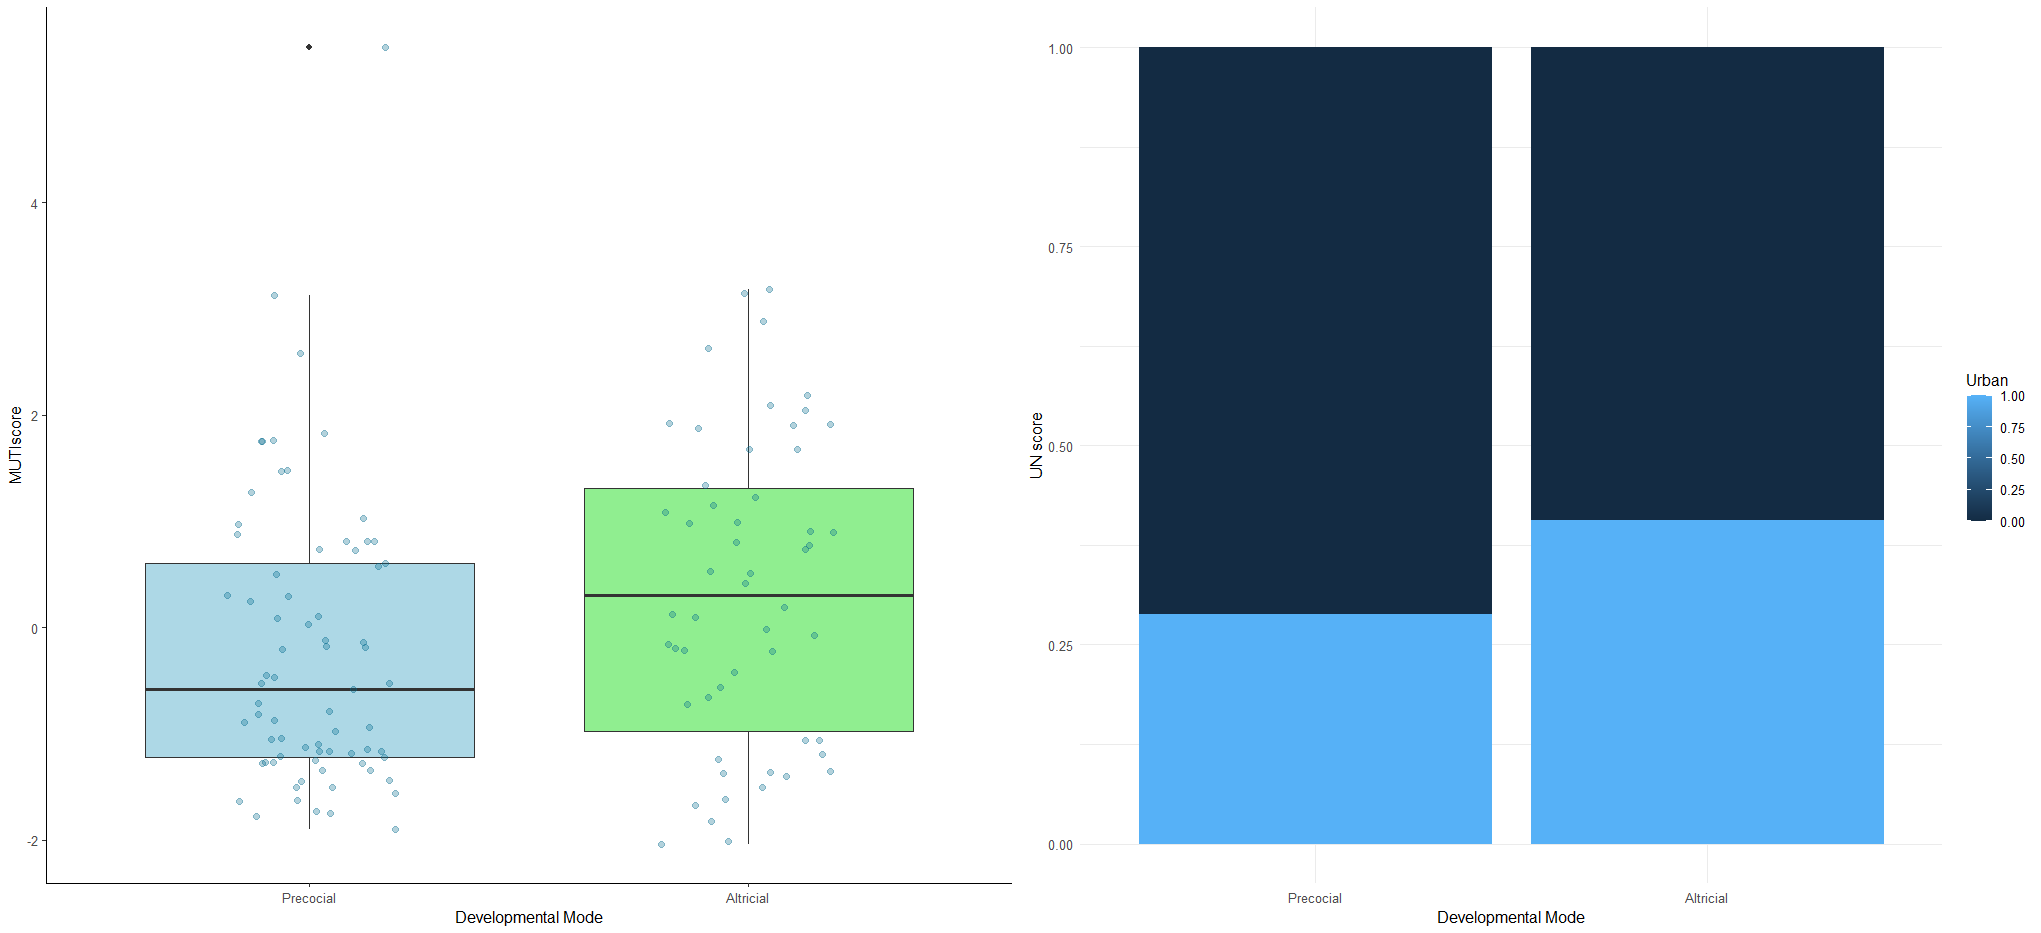 4
2
0
-2
MUTIscore
Precocial
Altricial
Developmental Mode
1.00
0.75
0.50
0.25
0.00
UN score
Precocial
Altricial
Developmental Mode
Urban
1.00
0.75
0.50
0.25
0.00